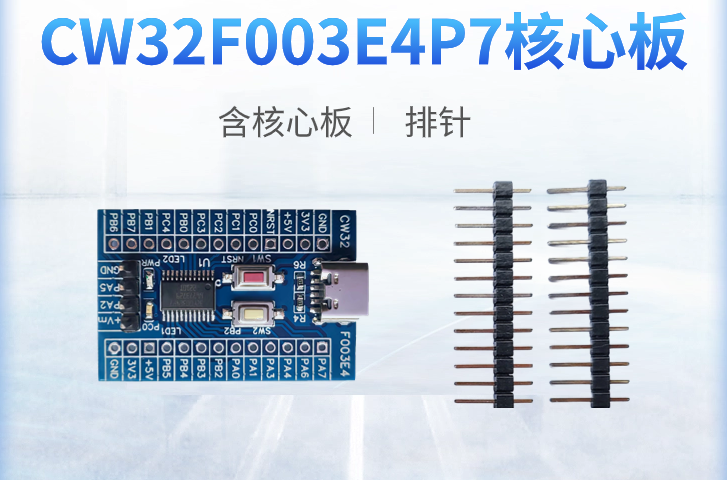 CW32F003E4P7核心板
含核心板 | 排针
PB6 PB7 PB1 PC4 PB0 PC3 PC2 PC1 PC0 NRST +5V 3V3 GND CW32
GND PWR LED2 U1 NRST SW1 R6
PA5
PA2
PC0 LED1 PB2 SW2 R4
GND 3V3 +5V PB5 PB4 PB3 PB2 PA0 PA1 PA3 PA4 PA6 PA7 F003E4